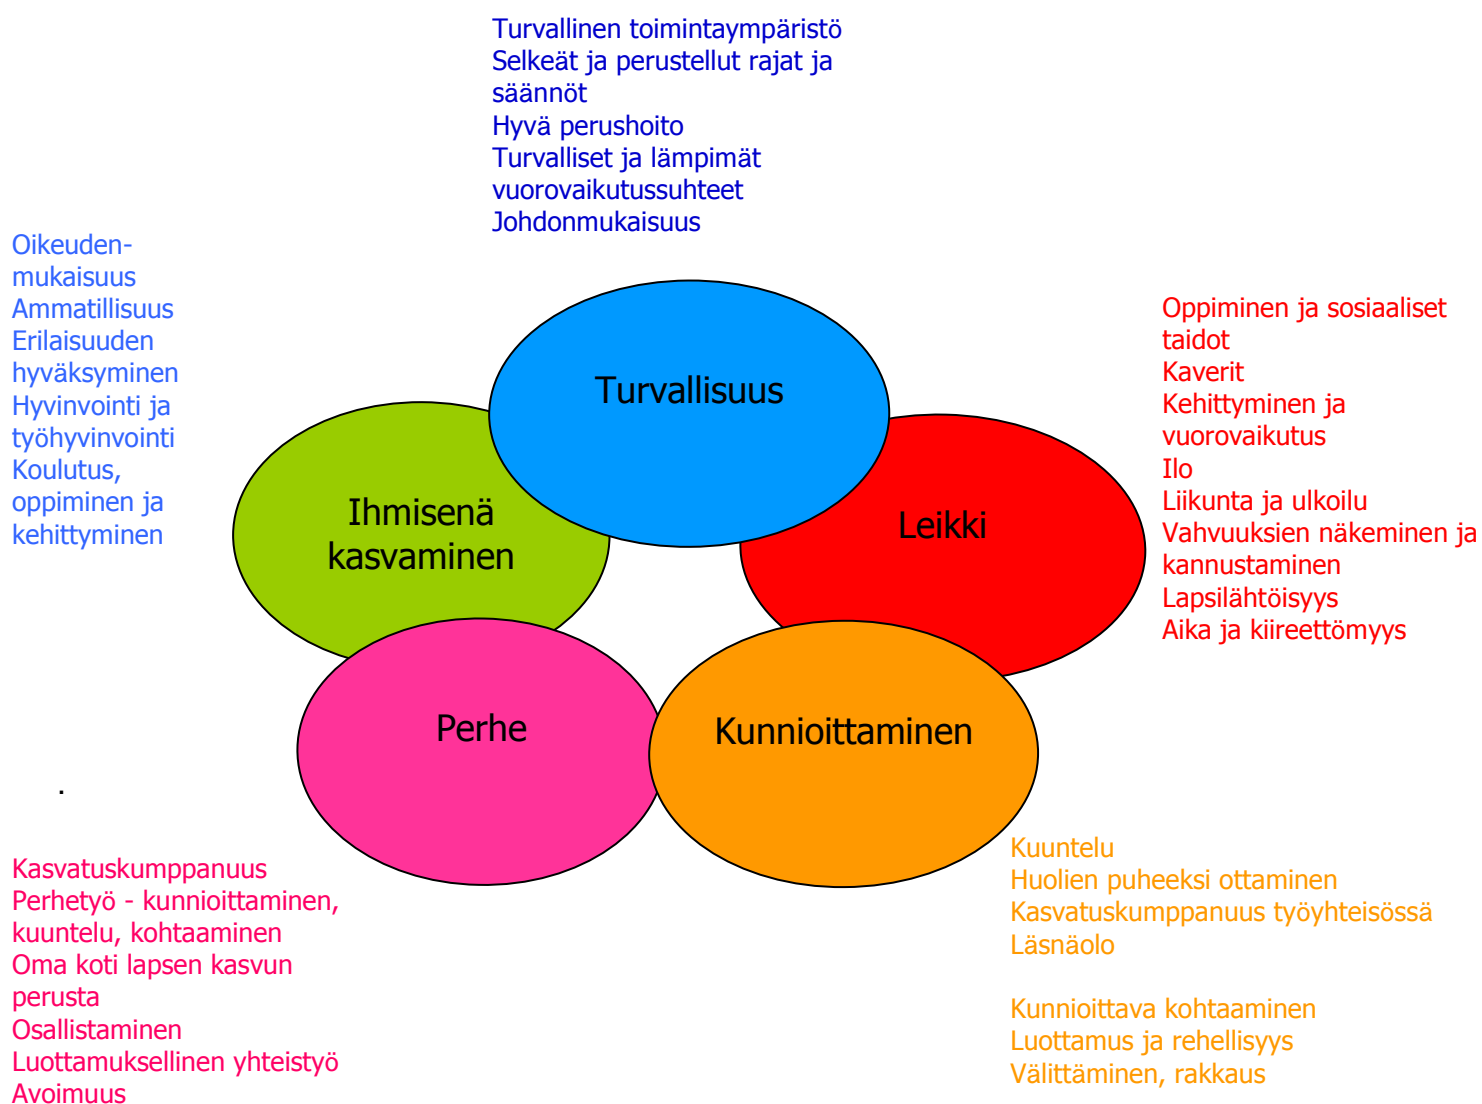 Turvallinen toimintaympäristö
Selkeät ja perustellut rajat ja
säännöt
Hyvä perushoito
Turvalliset ja lämpimät
vuorovaikutussuhteet
Johdonmukaisuus
Oikeuden-
mukaisuus
Ammatillisuus
Erilaisuuden
hyväksyminen
Hyvinvointi ja
työhyvinvointi
Koulutus,
oppiminen ja
kehittyminen
Oppiminen ja sosiaaliset
taidot
Kaverit
Kehittyminen ja
vuorovaikutus
Ilo
Liikunta ja ulkoilu
Vahvuuksien näkeminen ja
kannustaminen
Lapsilähtöisyys
Aika ja kiireettömyys
Turvallisuus
Ihmisenä
kasvaminen
Leikki
Perhe
Kunnioittaminen
.
Kasvatuskumppanuus
Perhetyö - kunnioittaminen,
kuuntelu, kohtaaminen
Oma koti lapsen kasvun
perusta
Osallistaminen
Luottamuksellinen yhteistyö
Avoimuus
Kuuntelu
Huolien puheeksi ottaminen
Kasvatuskumppanuus työyhteisössä
Läsnäolo
Kunnioittava kohtaaminen
Luottamus ja rehellisyys
Välittäminen, rakkaus